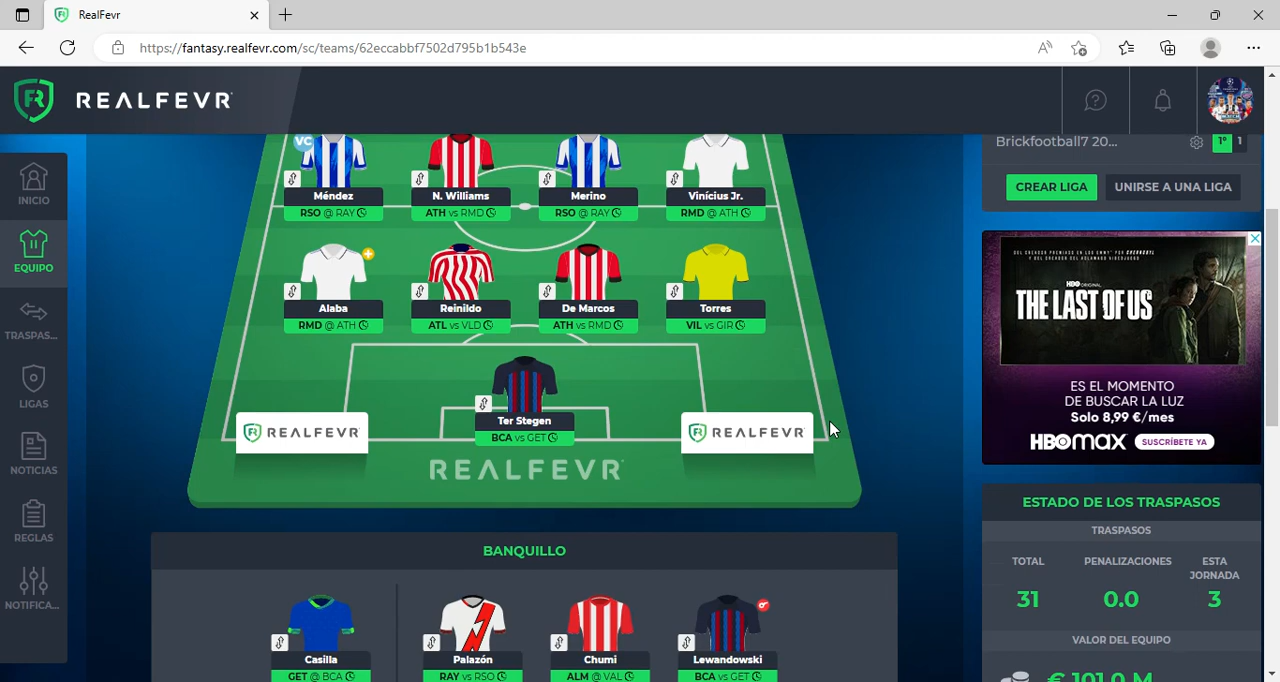 RealFevr
https://fantasy.realfevr.com/sc/teams/62eccabbf7502d795b1b543e
FR REALFEVR
INICIO
EQUIPO
TRASPAS...
LIGAS
NOTICIAS
REGLAS
NOTIFICA...
VC
Méndez N. Williams Merino Vinícius Jr.
RSO @ RAY ATH vs RMD RSO @ RAY RMD @ ATH
Alaba Reinildo De Marcos Torres
RMD @ ATH ATL vs VLD ATH vs RMD VIL vs GIR
Ter Stegen
BCA vs GET
REALFEVR REALFEVR
REALFEVR
BANQUILLO
Casilla Palazón Chumi Lewandowski
GET @ BCA RAY vs RSO ALM @ VAL BCA vs GET
Brickfootball7 20... 1º 1
CREAR LIGA UNIRSE A UNA LIGA
HBO ORIGINAL
THE LAST OF US
ES EL MOMENTO
DE BUSCAR LA LUZ
Solo 8,99 €/mes
HBOMAX SUSCRÍBETE YA
ESTADO DE LOS TRASPASOS
TRASPASOS
TOTAL PENALIZACIONES ESTA
JORNADA
31 0.0 3
VALOR DEL EQUIPO
€ 101.0 M